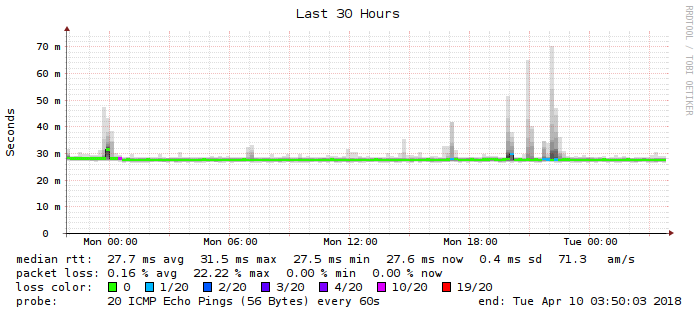 Last 30 Hours
RRDTOOL / TOBI OETIKER
Seconds
70 m
60 m
50 m
40 m
30 m
20 m
10 m
0
Mon 00:00 Mon 06:00 Mon 12:00 Mon 18:00 Tue 00:00
median rtt: 27.7 ms avg 31.5 ms max 27.5 ms min 27.6 ms now 0.4 ms sd 71.3 am/s
packet loss: 0.16 % avg 22.22 % max 0.00 % min 0.00 % now
loss color: 0 1/20 2/20 3/20 4/20 10/20 19/20
probe: 20 ICMP Echo Pings (56 Bytes) every 60s end: Tue Apr 10 03:50:03 2018